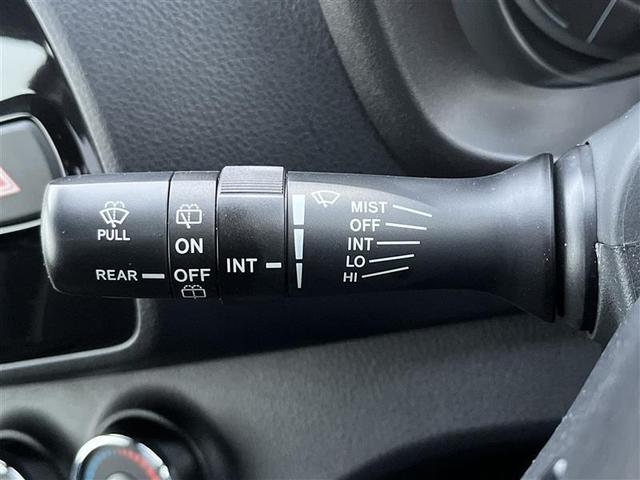 PULL
REAR
ON
OFF
INT
MIST
OFF
INT
LO
HI